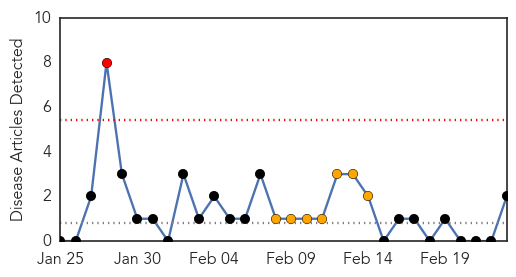 10
8
6
4
2
0
Disease Articles Detected
Jan 25
Jan 30
Feb 04
Feb 09
Feb 14
Feb 19